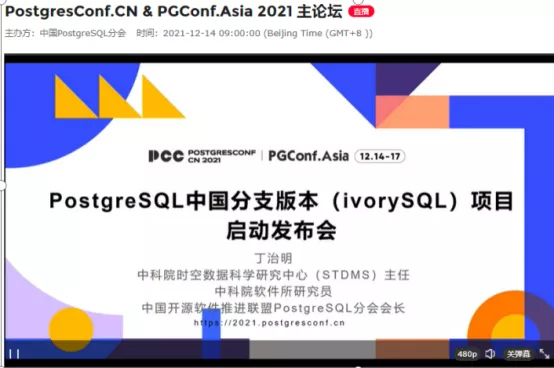 PostgresConf.CN & PGConf.Asia 2021 主论坛 直播
主办方：中国PostgreSQL分会 时间：2021-12-14 09:00:00 (Beijing Time (GMT+8 ))
PCC POSTGRESCONF CN 2021 | PGConf.Asia 12.14-17
PostgreSQL中国分支版本（ivorySQL）项目
启动发布会
丁治明
中科院时空数据科学研究中心（STDMS）主任
中科院软件所研究员
中国开源软件推进联盟PostgreSQL分会会长
https://2021.postgresconf.cn
480p 关弹幕